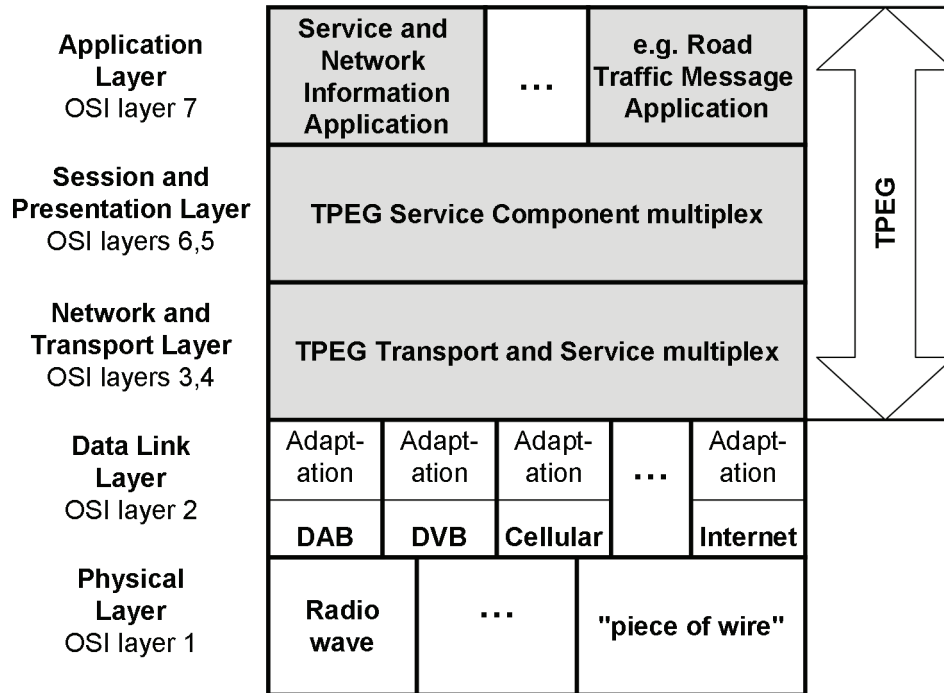 Application
Layer
OSI layer 7
Service and
Network
Information
Application
...
e.g. Road
Traffic Message
Application
Session and
Presentation Layer
OSI layers 6,5
TPEG Service Component multiplex
TPEG
Network and
Transport Layer
OSI layers 3,4
TPEG Transport and Service multiplex
Data Link
Layer
OSI layer 2
Adapt-
ation
DAB
Adapt-
ation
DVB
Adapt-
ation
Cellular
...
Adapt-
ation
Internet
Physical
Layer
OSI layer 1
Radio
wave
...
"piece of wire"